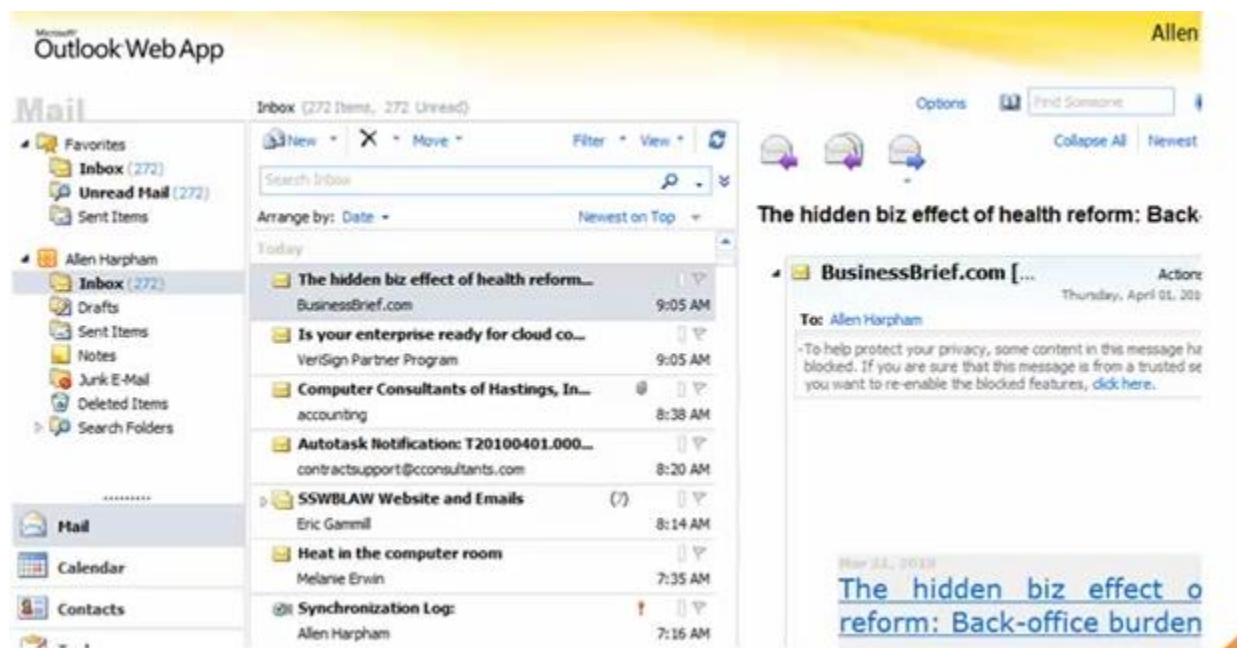 Microsoft
Outlook Web App
Allen
Mail
Favorites
Inbox (272)
Unread Mail (272)
Sent Items
Allen Harpham
Inbox (272)
Drafts
Sent Items
Notes
Junk E-Mail
Deleted Items
Search Folders
Mail
Calendar
Contacts
Inbox (272 Items, 272 Unread)
New
Move
Filter
View
Search Inbox
Arrange by: Date
Newest on Top
Today
The hidden biz effect of health reform...
BusinessBrief.com 9:05 AM
Is your enterprise ready for cloud co...
VeriSign Partner Program 9:05 AM
Computer Consultants of Hastings, In...
accounting 8:38 AM
Autotask Notification: T20100401.000...
contractsupport@cconsultants.com 8:20 AM
SSWBLAW Website and Emails (7)
Eric Gammill 8:14 AM
Heat in the computer room
Melanie Erwin 7:35 AM
Synchronization Log:
Allen Harpham 7:16 AM
Options
Find Someone
Collapse All Newest
The hidden biz effect of health reform: Back-
BusinessBrief.com [... Actions
Thursday, April 01, 201
To: Allen Harpham
-To help protect your privacy, some content in this message ha
blocked. If you are sure that this message is from a trusted se
you want to re-enable the blocked features, click here.
The hidden biz effect o
reform: Back-office burden